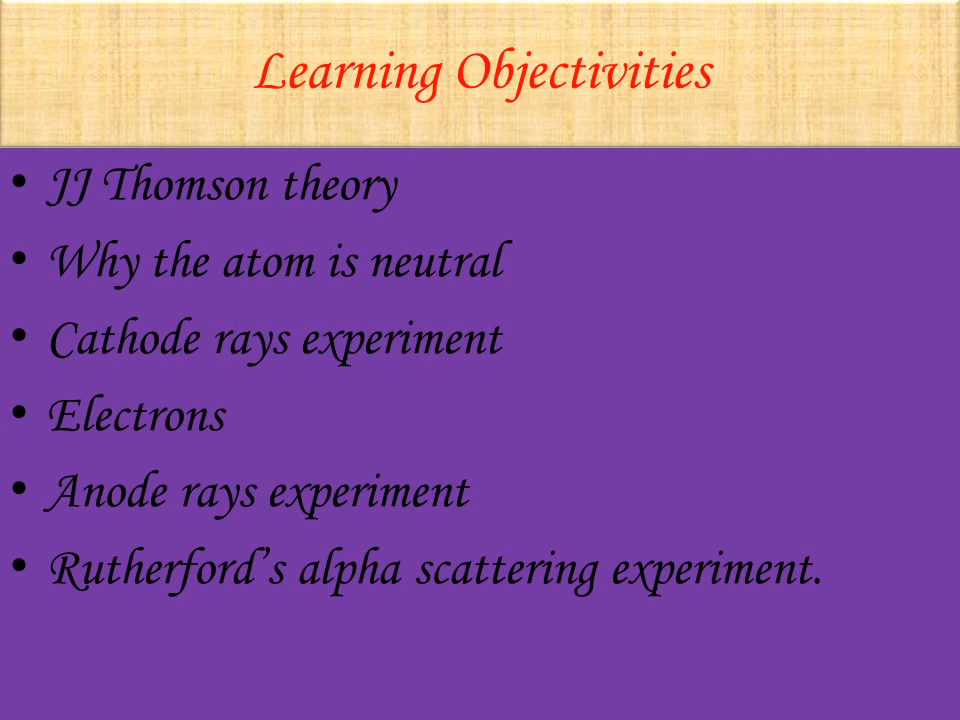 Learning Objectivities
• JJ Thomson theory
• Why the atom is neutral
• Cathode rays experiment
• Electrons
• Anode rays experiment
• Rutherford’s alpha scattering experiment.